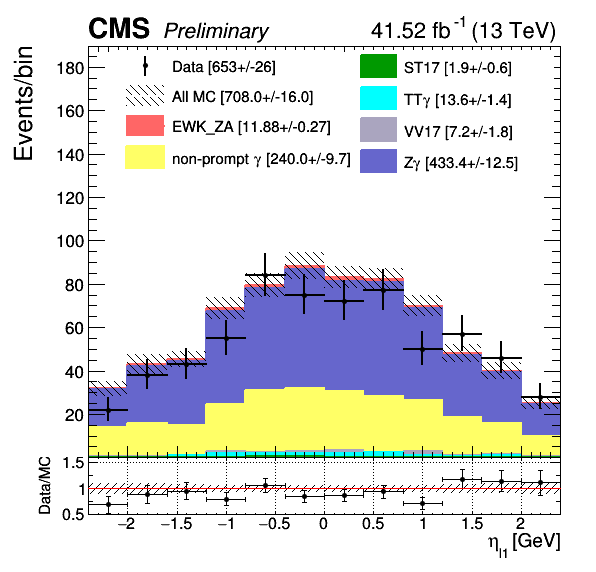 CMS Preliminary 41.52 fb⁻¹ (13 TeV)
Events/bin
Data [653+/-26]
All MC [708.0+/-16.0]
EWK_ZA [11.88+/-0.27]
non-prompt γ [240.0+/-9.7]
ST17 [1.9+/-0.6]
TTγ [13.6+/-1.4]
VV17 [7.2+/-1.8]
Zγ [433.4+/-12.5]
180
160
140
120
100
80
60
40
20
Data/MC
1.5
1
0.5
−2 −1.5 −1 −0.5 0 0.5 1 1.5 2
η_l1 [GeV]